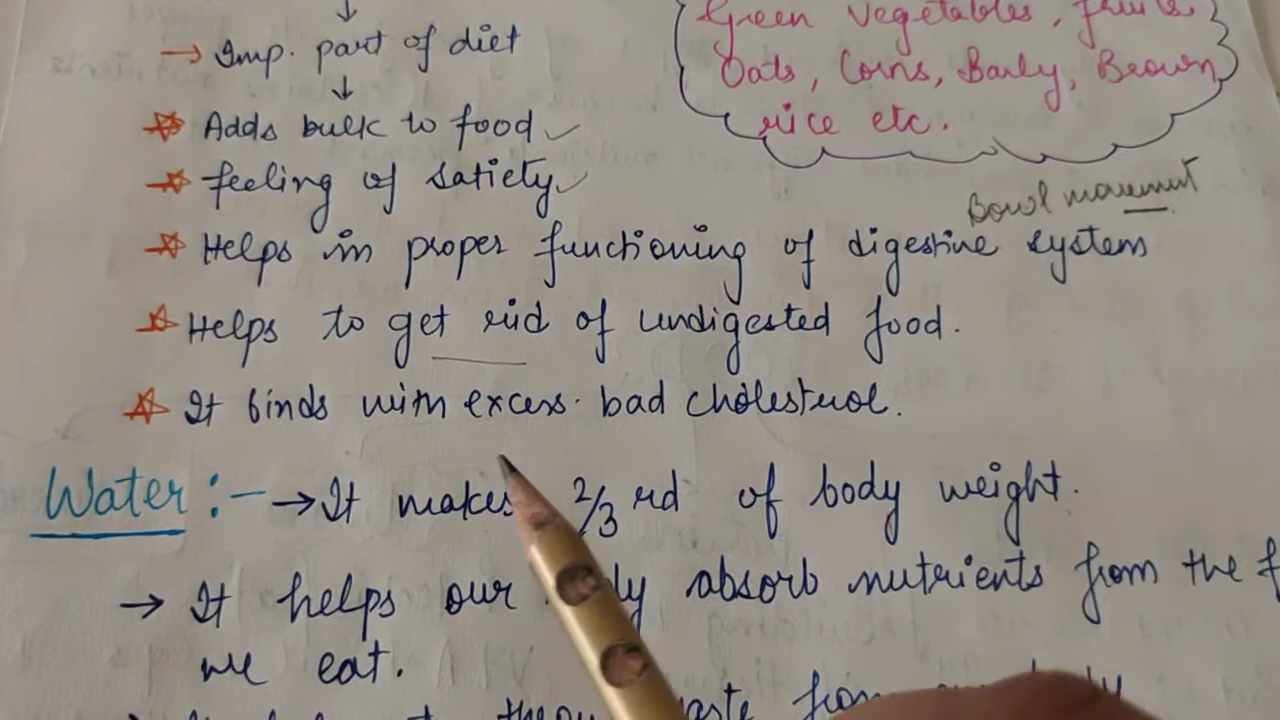 Green Vegetables, fruits,
Oats, Corns, Barly, Brown
rice etc.
→ Imp. part of diet
↓
Adds bulk to food ✓
feeling of satiety ✓
Bowl movement
Helps in proper functioning of digestive system
Helps to get rid of undigested food.
It binds with excess bad cholesterol.
Water :- → It makes 2/3 rd of body weight.
→ It helps our absorb nutrients from the
we eat.
from